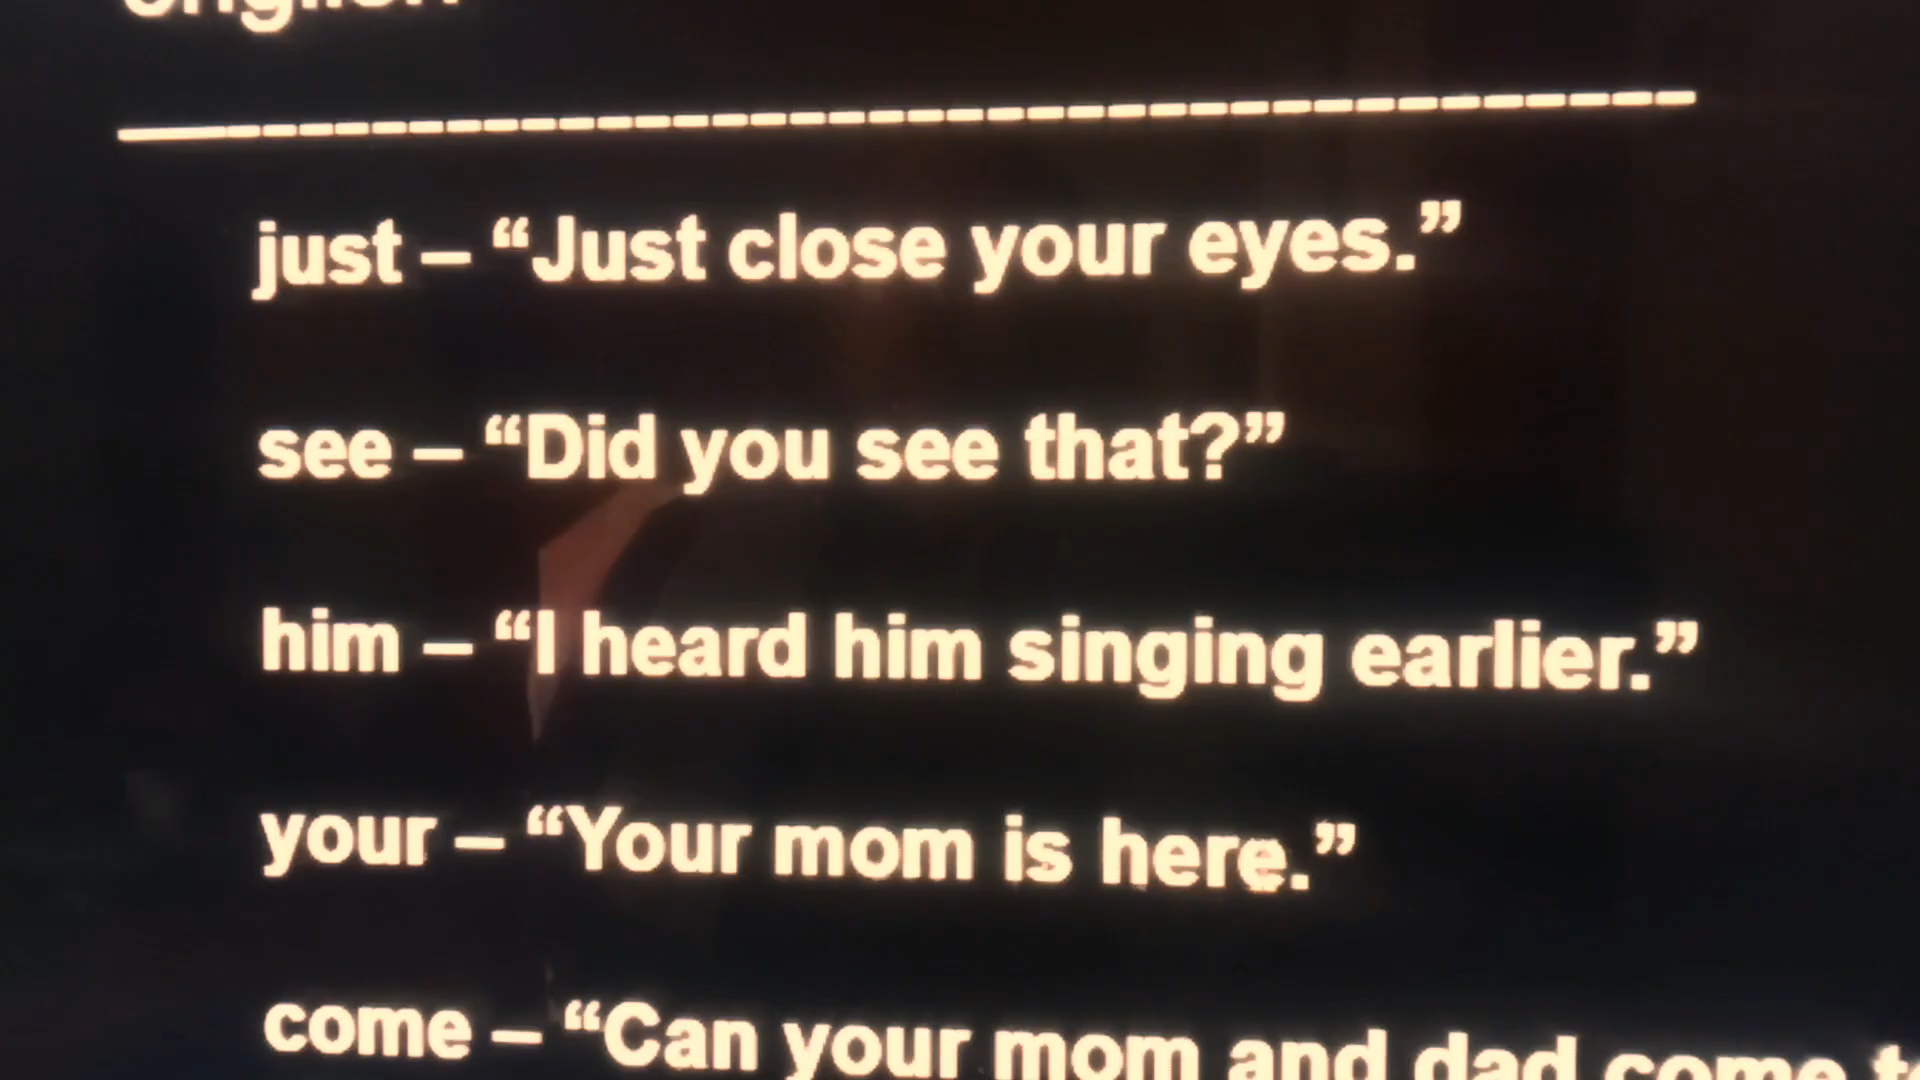 english
just – “Just close your eyes.”
see – “Did you see that?”
him – “I heard him singing earlier.”
your – “Your mom is here.”
come – “Can your mom and dad come